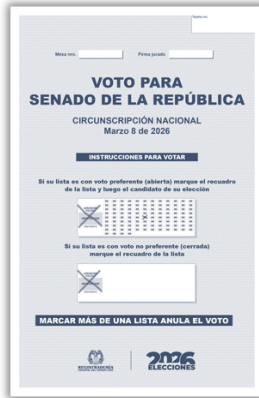 Mesa nro.
Firma jurado
VOTO PARA
SENADO DE LA REPÚBLICA
CIRCUNSCRIPCIÓN NACIONAL
Marzo 8 de 2026
INSTRUCCIONES PARA VOTAR
Si su lista es con voto preferente (abierta) marque el recuadro
de la lista y luego el candidato de su elección
Si su lista es con voto no preferente (cerrada)
marque el recuadro de la lista
MARCAR MÁS DE UNA LISTA ANULA EL VOTO
REGISTRADURÍA
2026
ELECCIONES